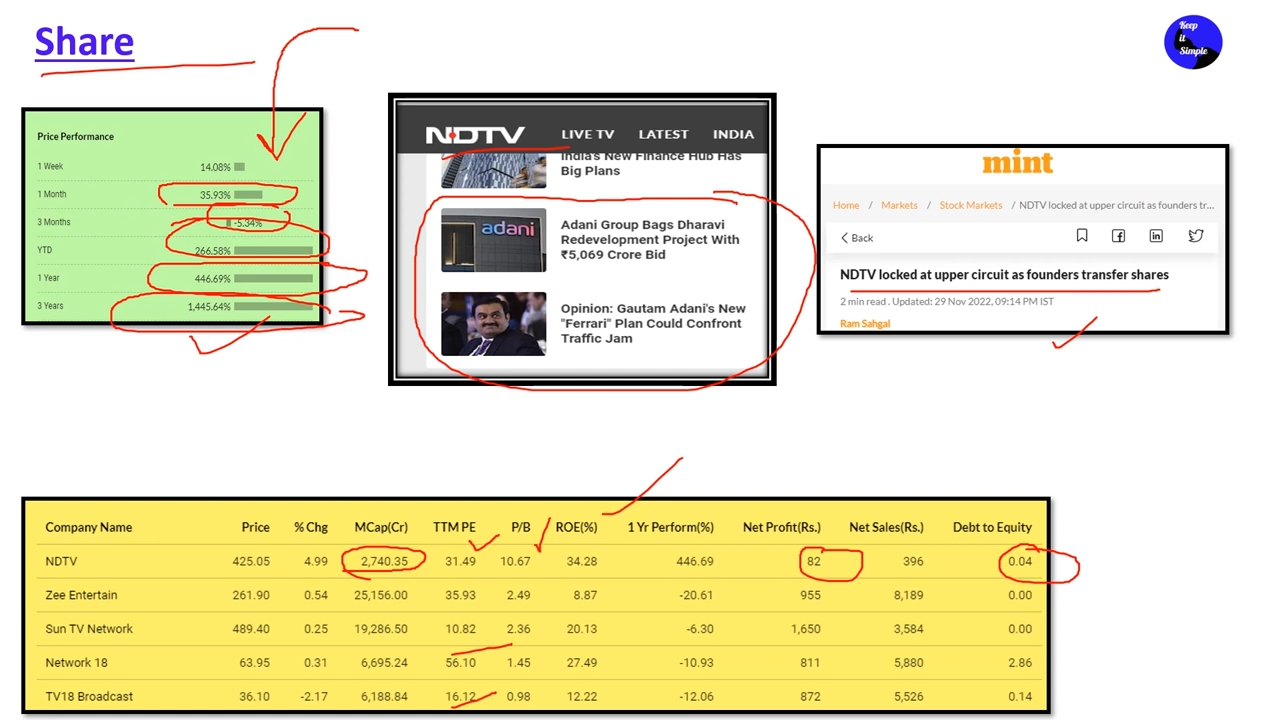 Share
Keep
it
Simple
Price Performance
1 Week 14.08%
1 Month 35.93%
3 Months -5.34%
YTD 266.58%
1 Year 446.69%
3 Years 1,445.64%
NDTV LIVE TV LATEST INDIA
India's New Finance Hub Has
Big Plans
adani
Adani Group Bags Dharavi
Redevelopment Project With
₹5,069 Crore Bid
Opinion: Gautam Adani's New
"Ferrari" Plan Could Confront
Traffic Jam
mint
Home / Markets / Stock Markets / NDTV locked at upper circuit as founders tr...
Back
NDTV locked at upper circuit as founders transfer shares
2 min read . Updated: 29 Nov 2022, 09:14 PM IST
Ram Sahgal
Company Name Price % Chg MCap(Cr) TTM PE P/B ROE(%) 1 Yr Perform(%) Net Profit(Rs.) Net Sales(Rs.) Debt to Equity
NDTV 425.05 4.99 2,740.35 31.49 10.67 34.28 446.69 82 396 0.04
Zee Entertain 261.90 0.54 25,156.00 35.93 2.49 8.87 -20.61 955 8,189 0.00
Sun TV Network 489.40 0.25 19,286.50 10.82 2.36 20.13 -6.30 1,650 3,584 0.00
Network 18 63.95 0.31 6,695.24 56.10 1.45 27.49 -10.93 811 5,880 2.86
TV18 Broadcast 36.10 -2.17 6,188.84 16.12 0.98 12.22 -12.06 872 5,526 0.14